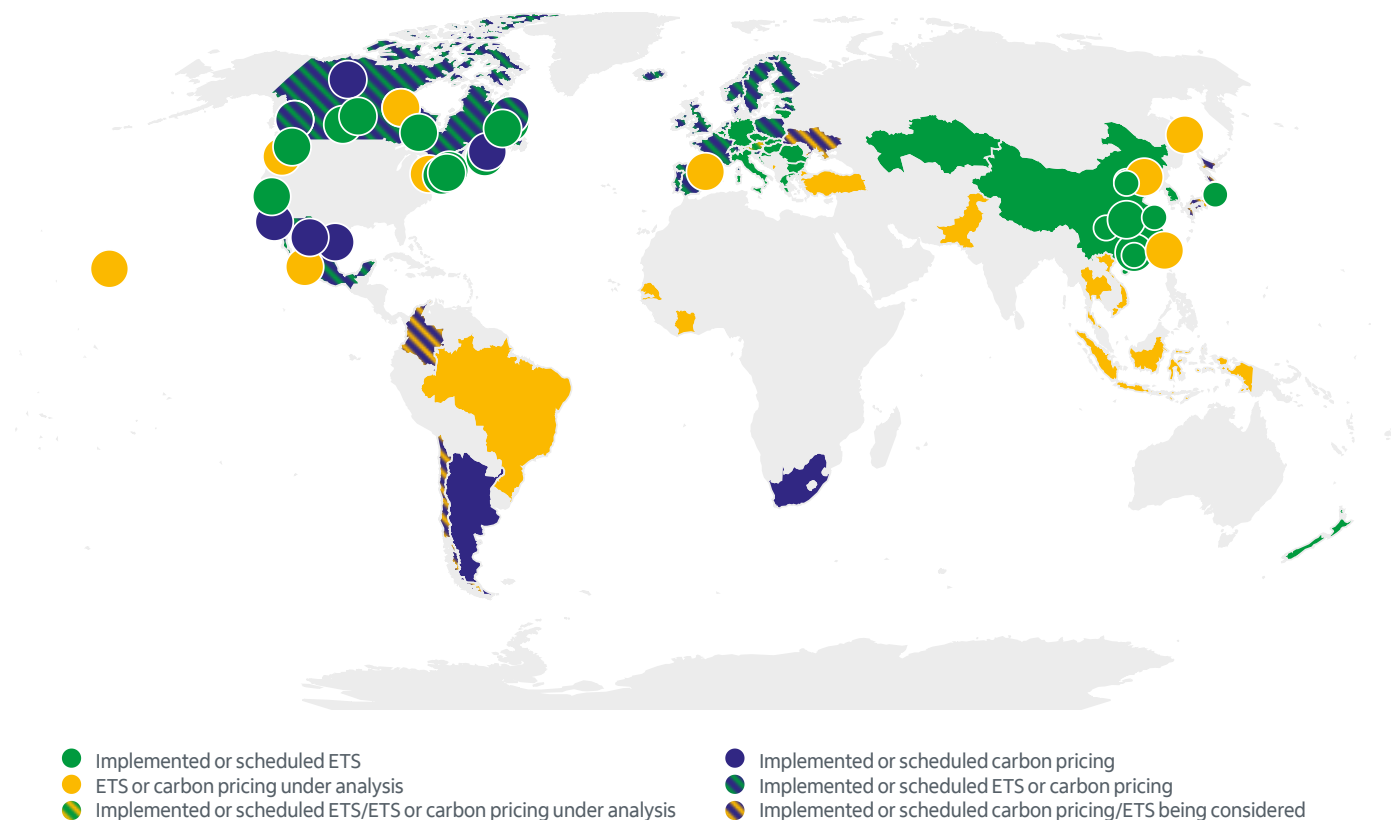 Implemented or scheduled ETS
ETS or carbon pricing under analysis
Implemented or scheduled ETS/ETS or carbon pricing under analysis
Implemented or scheduled carbon pricing
Implemented or scheduled ETS or carbon pricing
Implemented or scheduled carbon pricing/ETS being considered